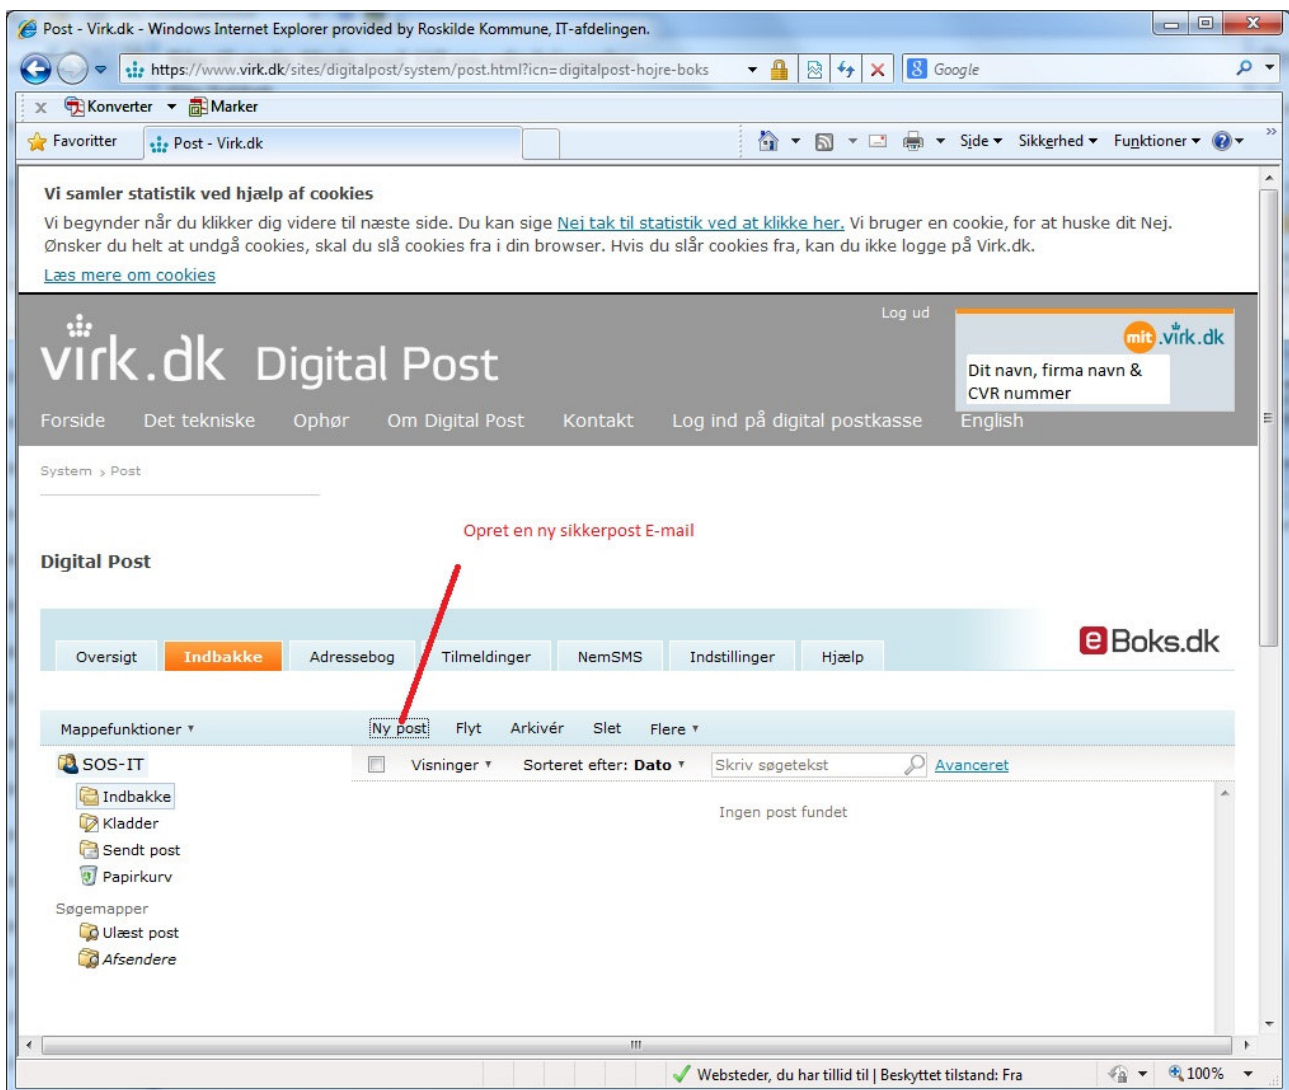 Post - Virk.dk - Windows Internet Explorer provided by Roskilde Kommune, IT-afdelingen.
https://www.virk.dk/sites/digitalpost/system/post.html?icn=digitalpost-hojre-boks
Google
x Konverter Marker
Favoritter
Post - Virk.dk
Side Sikkerhed Funktioner
Vi samler statistik ved hjælp af cookies
Vi begynder når du klikker dig videre til næste side. Du kan sige Nej tak til statistik ved at klikke her. Vi bruger en cookie, for at huske dit Nej.
Ønsker du helt at undgå cookies, skal du slå cookies fra i din browser. Hvis du slår cookies fra, kan du ikke logge på Virk.dk.
Læs mere om cookies
Log ud
mit.virk.dk
virk.dk Digital Post
Dit navn, firma navn &
CVR nummer
Forside Det tekniske Ophør Om Digital Post Kontakt Log ind på digital postkasse English
System > Post
Opret en ny sikkerpost E-mail
Digital Post
e-Boks.dk
Oversigt Indbakke Adressebog Tilmeldinger NemSMS Indstillinger Hjælp
Mappefunktioner Ny post Flyt Arkivér Slet Flere
SOS-IT
Visninger Sorteret efter: Dato Skriv søgetekst Avanceret
Indbakke
Ingen post fundet
Kladder
Sendt post
Papirkurv
Søgemapper
Ulæst post
Afsendere
Websteder, du har tillid til | Beskyttet tilstand: Fra
100%